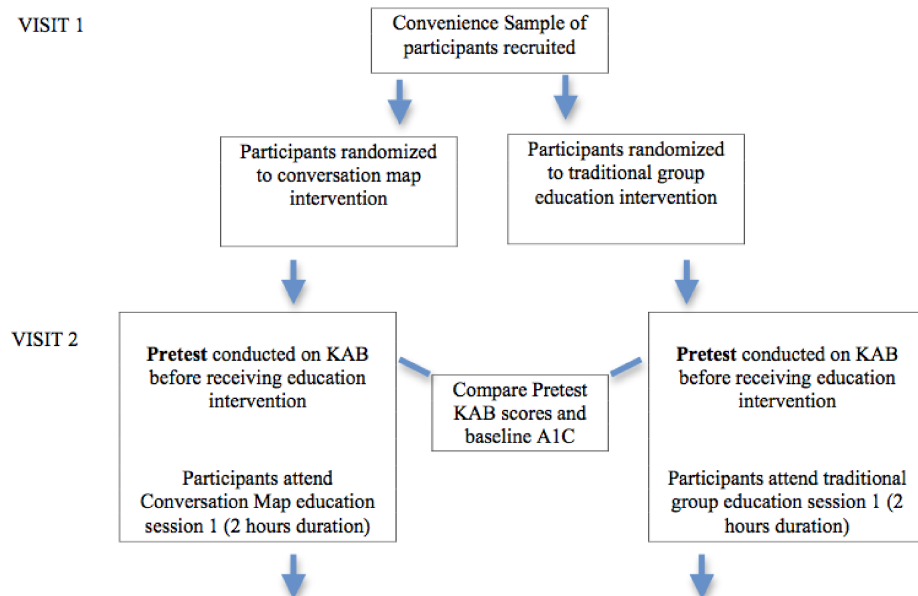 VISIT 1
Convenience Sample of
participants recruited
Participants randomized
to conversation map
intervention
Participants randomized
to traditional group
education intervention
VISIT 2
Pretest conducted on KAB
before receiving education
intervention
Participants attend
Conversation Map education
session 1 (2 hours duration)
Compare Pretest
KAB scores and
baseline A1C
Pretest conducted on KAB
before receiving education
intervention
Participants attend traditional
group education session 1 (2
hours duration)